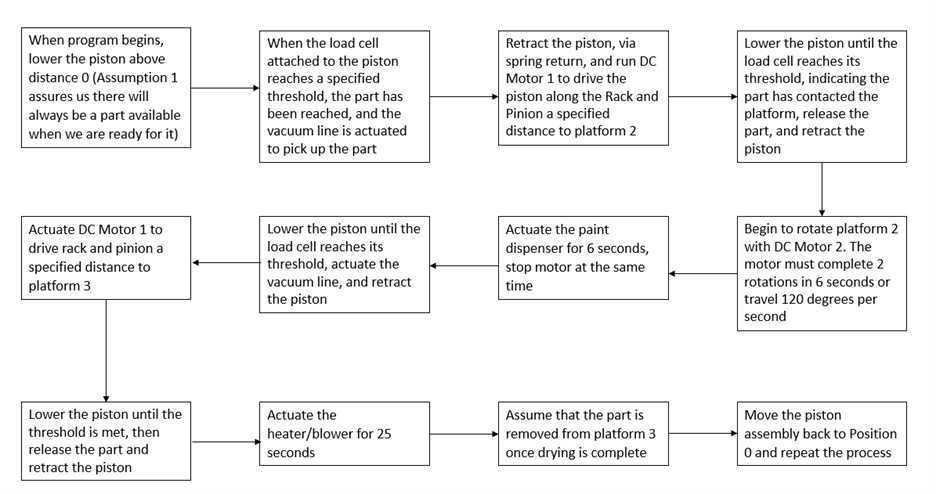 When program begins,
lower the piston above
distance 0 (Assumption 1
assures us there will
always be a part available
when we are ready for it)
When the load cell
attached to the piston
reaches a specified
threshold, the part has
been reached, and the
vacuum line is actuated
to pick up the part
Retract the piston, via
spring return, and run DC
Motor 1 to drive the
piston along the Rack and
Pinion a specified
distance to platform 2
Lower the piston until the
load cell reaches its
threshold, indicating the
part has contacted the
platform, release the
part, and retract the
piston
Begin to rotate platform 2
with DC Motor 2. The
motor must complete 2
rotations in 6 seconds or
travel 120 degrees per
second
Actuate the paint
dispenser for 6 seconds,
stop motor at the same
time
Lower the piston until the
load cell reaches its
threshold, actuate the
vacuum line, and retract
the piston
Actuate DC Motor 1 to
drive rack and pinion a
specified distance to
platform 3
Lower the piston until the
threshold is met, then
release the part and
retract the piston
Actuate the
heater/blower for 25
seconds
Assume that the part is
removed from platform 3
once drying is complete
Move the piston
assembly back to Position
0 and repeat the process